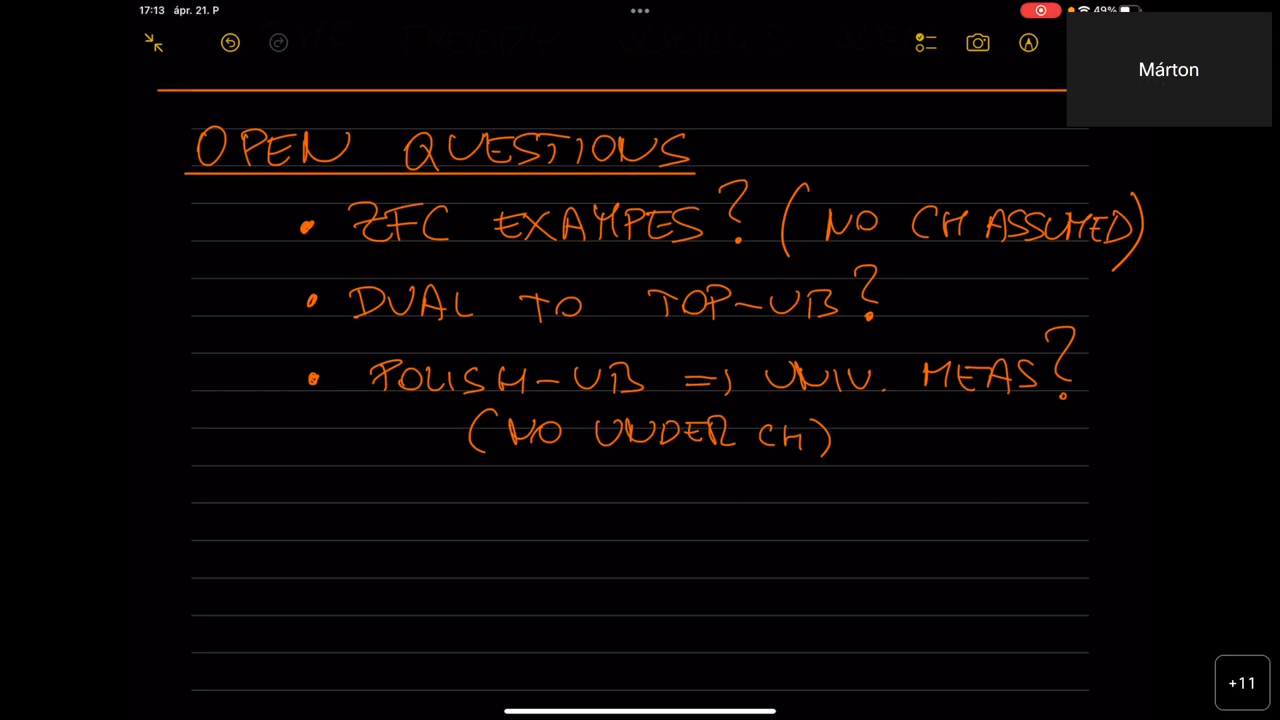 17:13 ápr. 21. P
49%
Márton
OPEN QUESTIONS
• ZFC EXAMPES? (NO CH ASSUMED)
• DUAL TO TOP-UB?
• POLISH-UB => UNIV. MEAS?
(NO UNDER CH)
+11